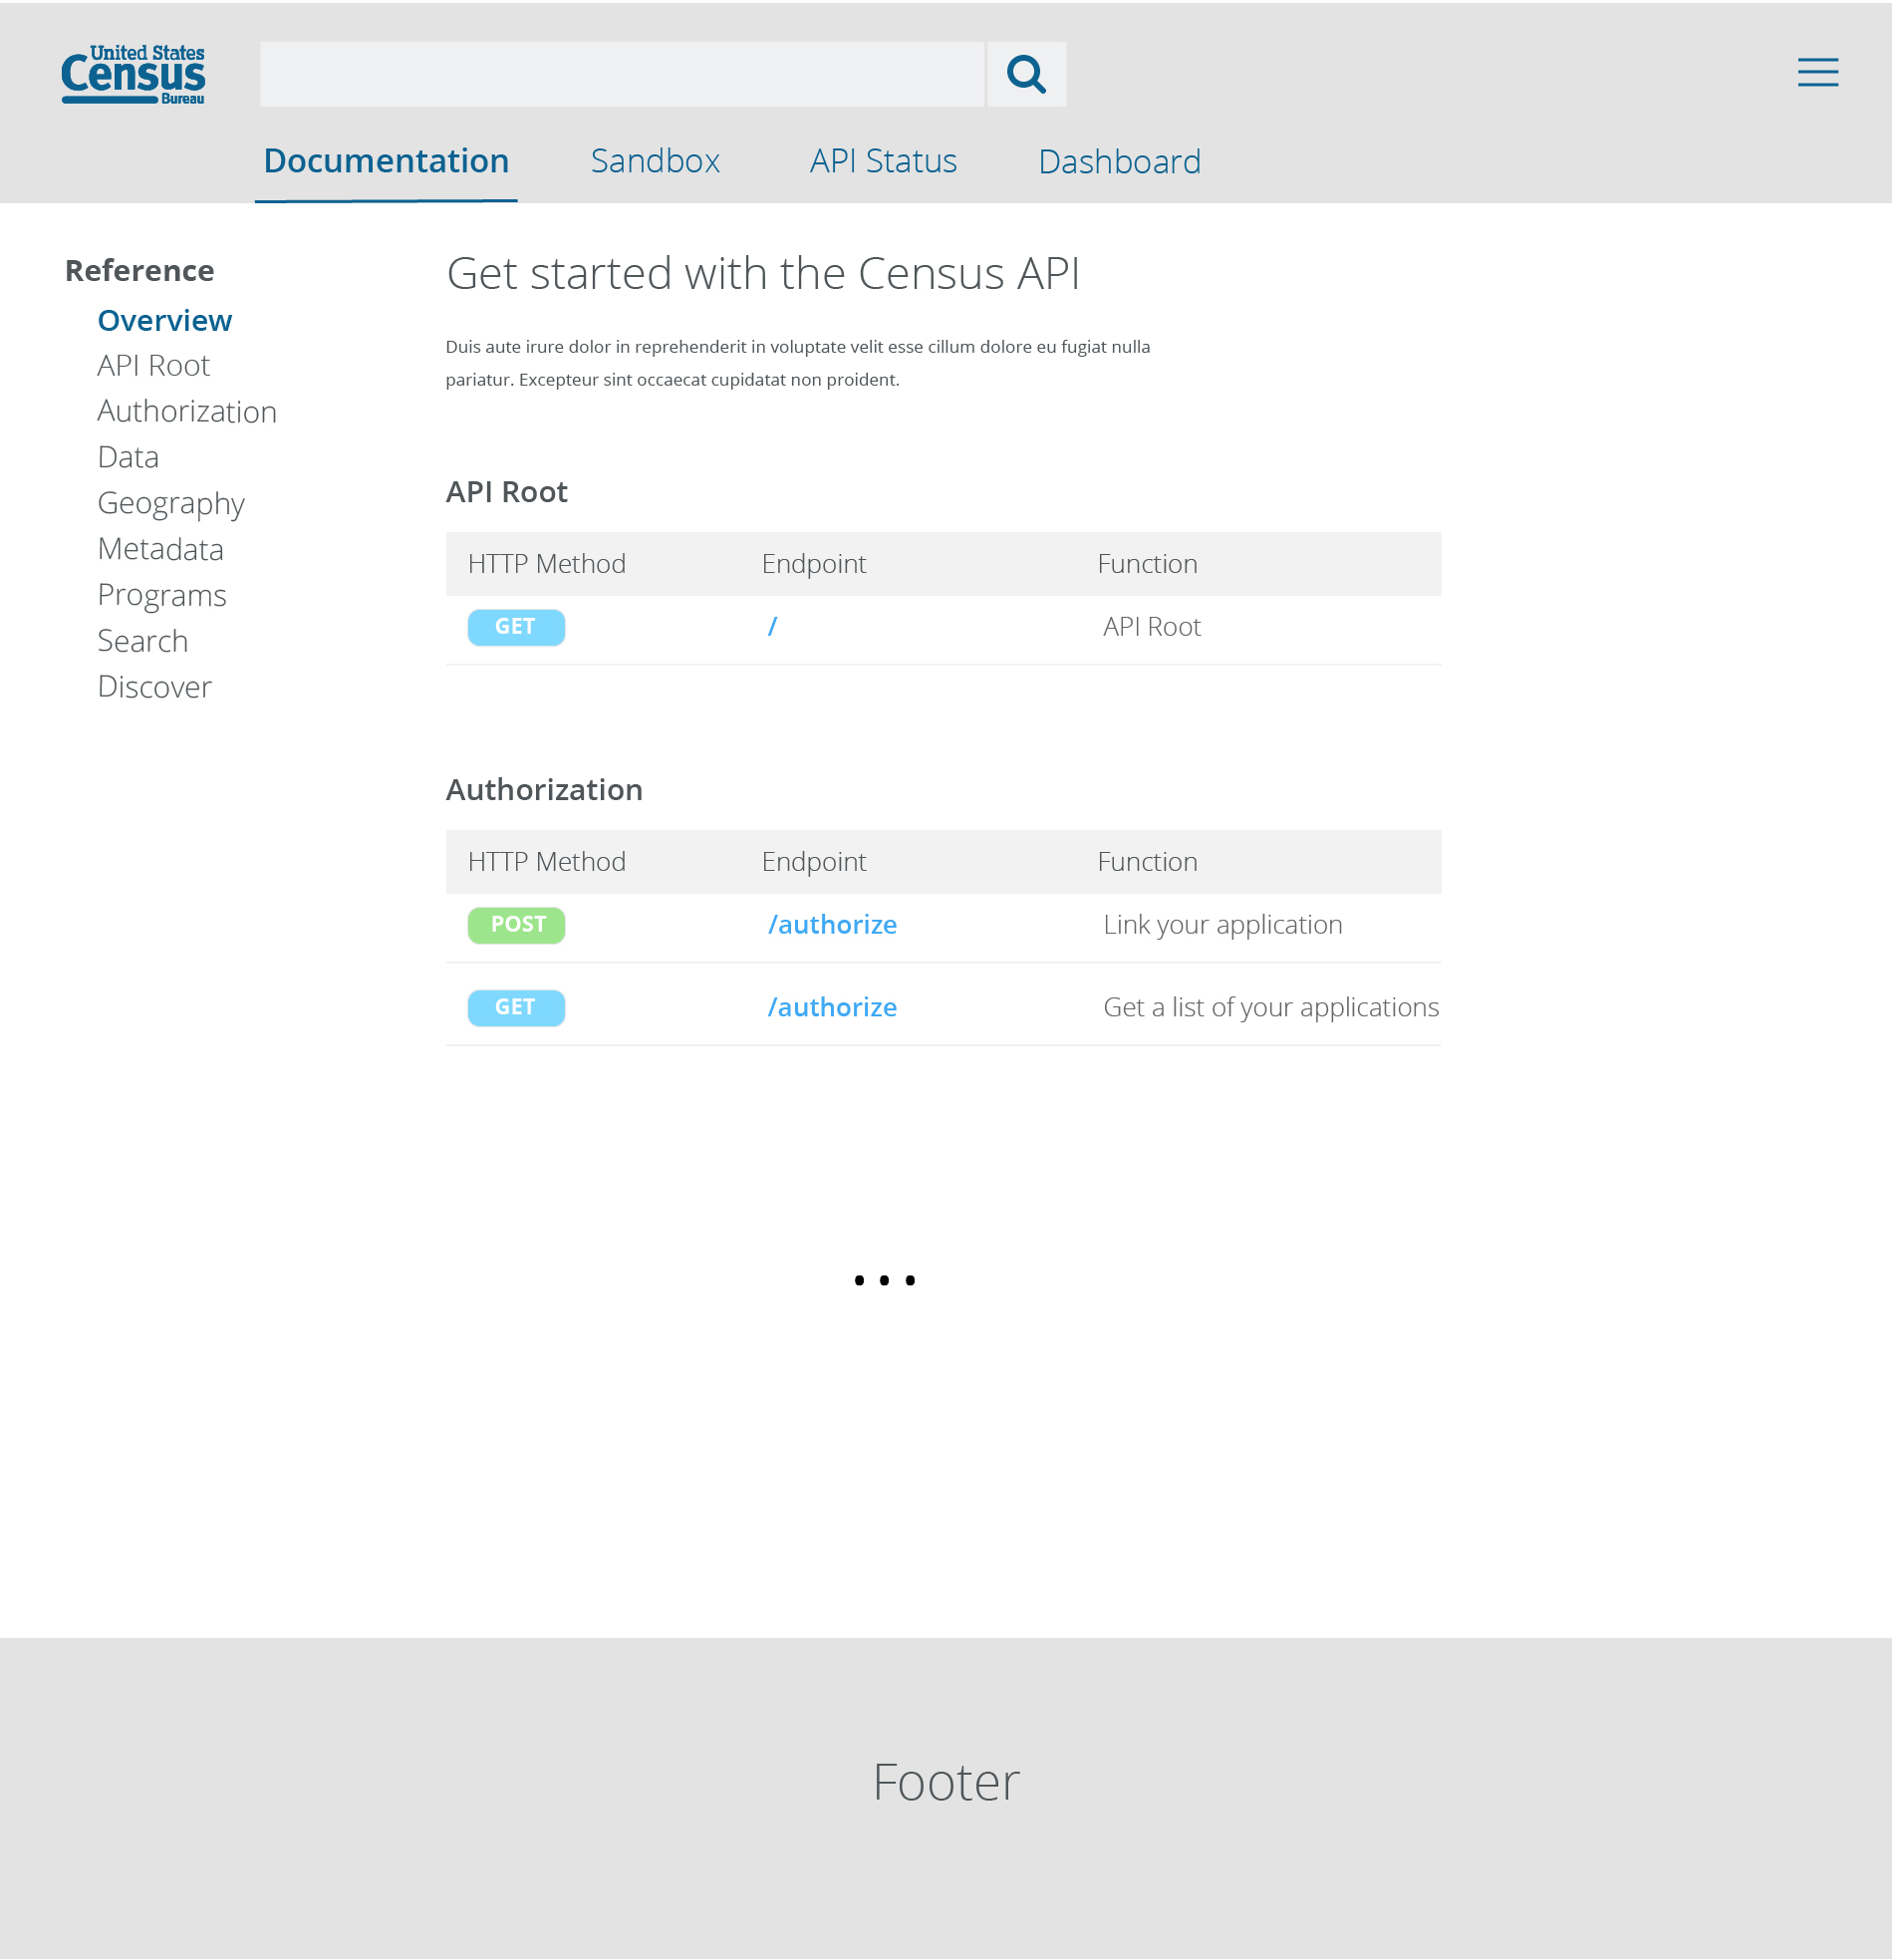 United States
Census
Bureau
Documentation Sandbox API Status Dashboard
Reference
Overview
API Root
Authorization
Data
Geography
Metadata
Programs
Search
Discover
Get started with the Census API
Duis aute irure dolor in reprehenderit in voluptate velit esse cillum dolore eu fugiat nulla
pariatur. Excepteur sint occaecat cupidatat non proident.
API Root
HTTP Method Endpoint Function
GET / API Root
Authorization
HTTP Method Endpoint Function
POST /authorize Link your application
GET /authorize Get a list of your applications
...
Footer